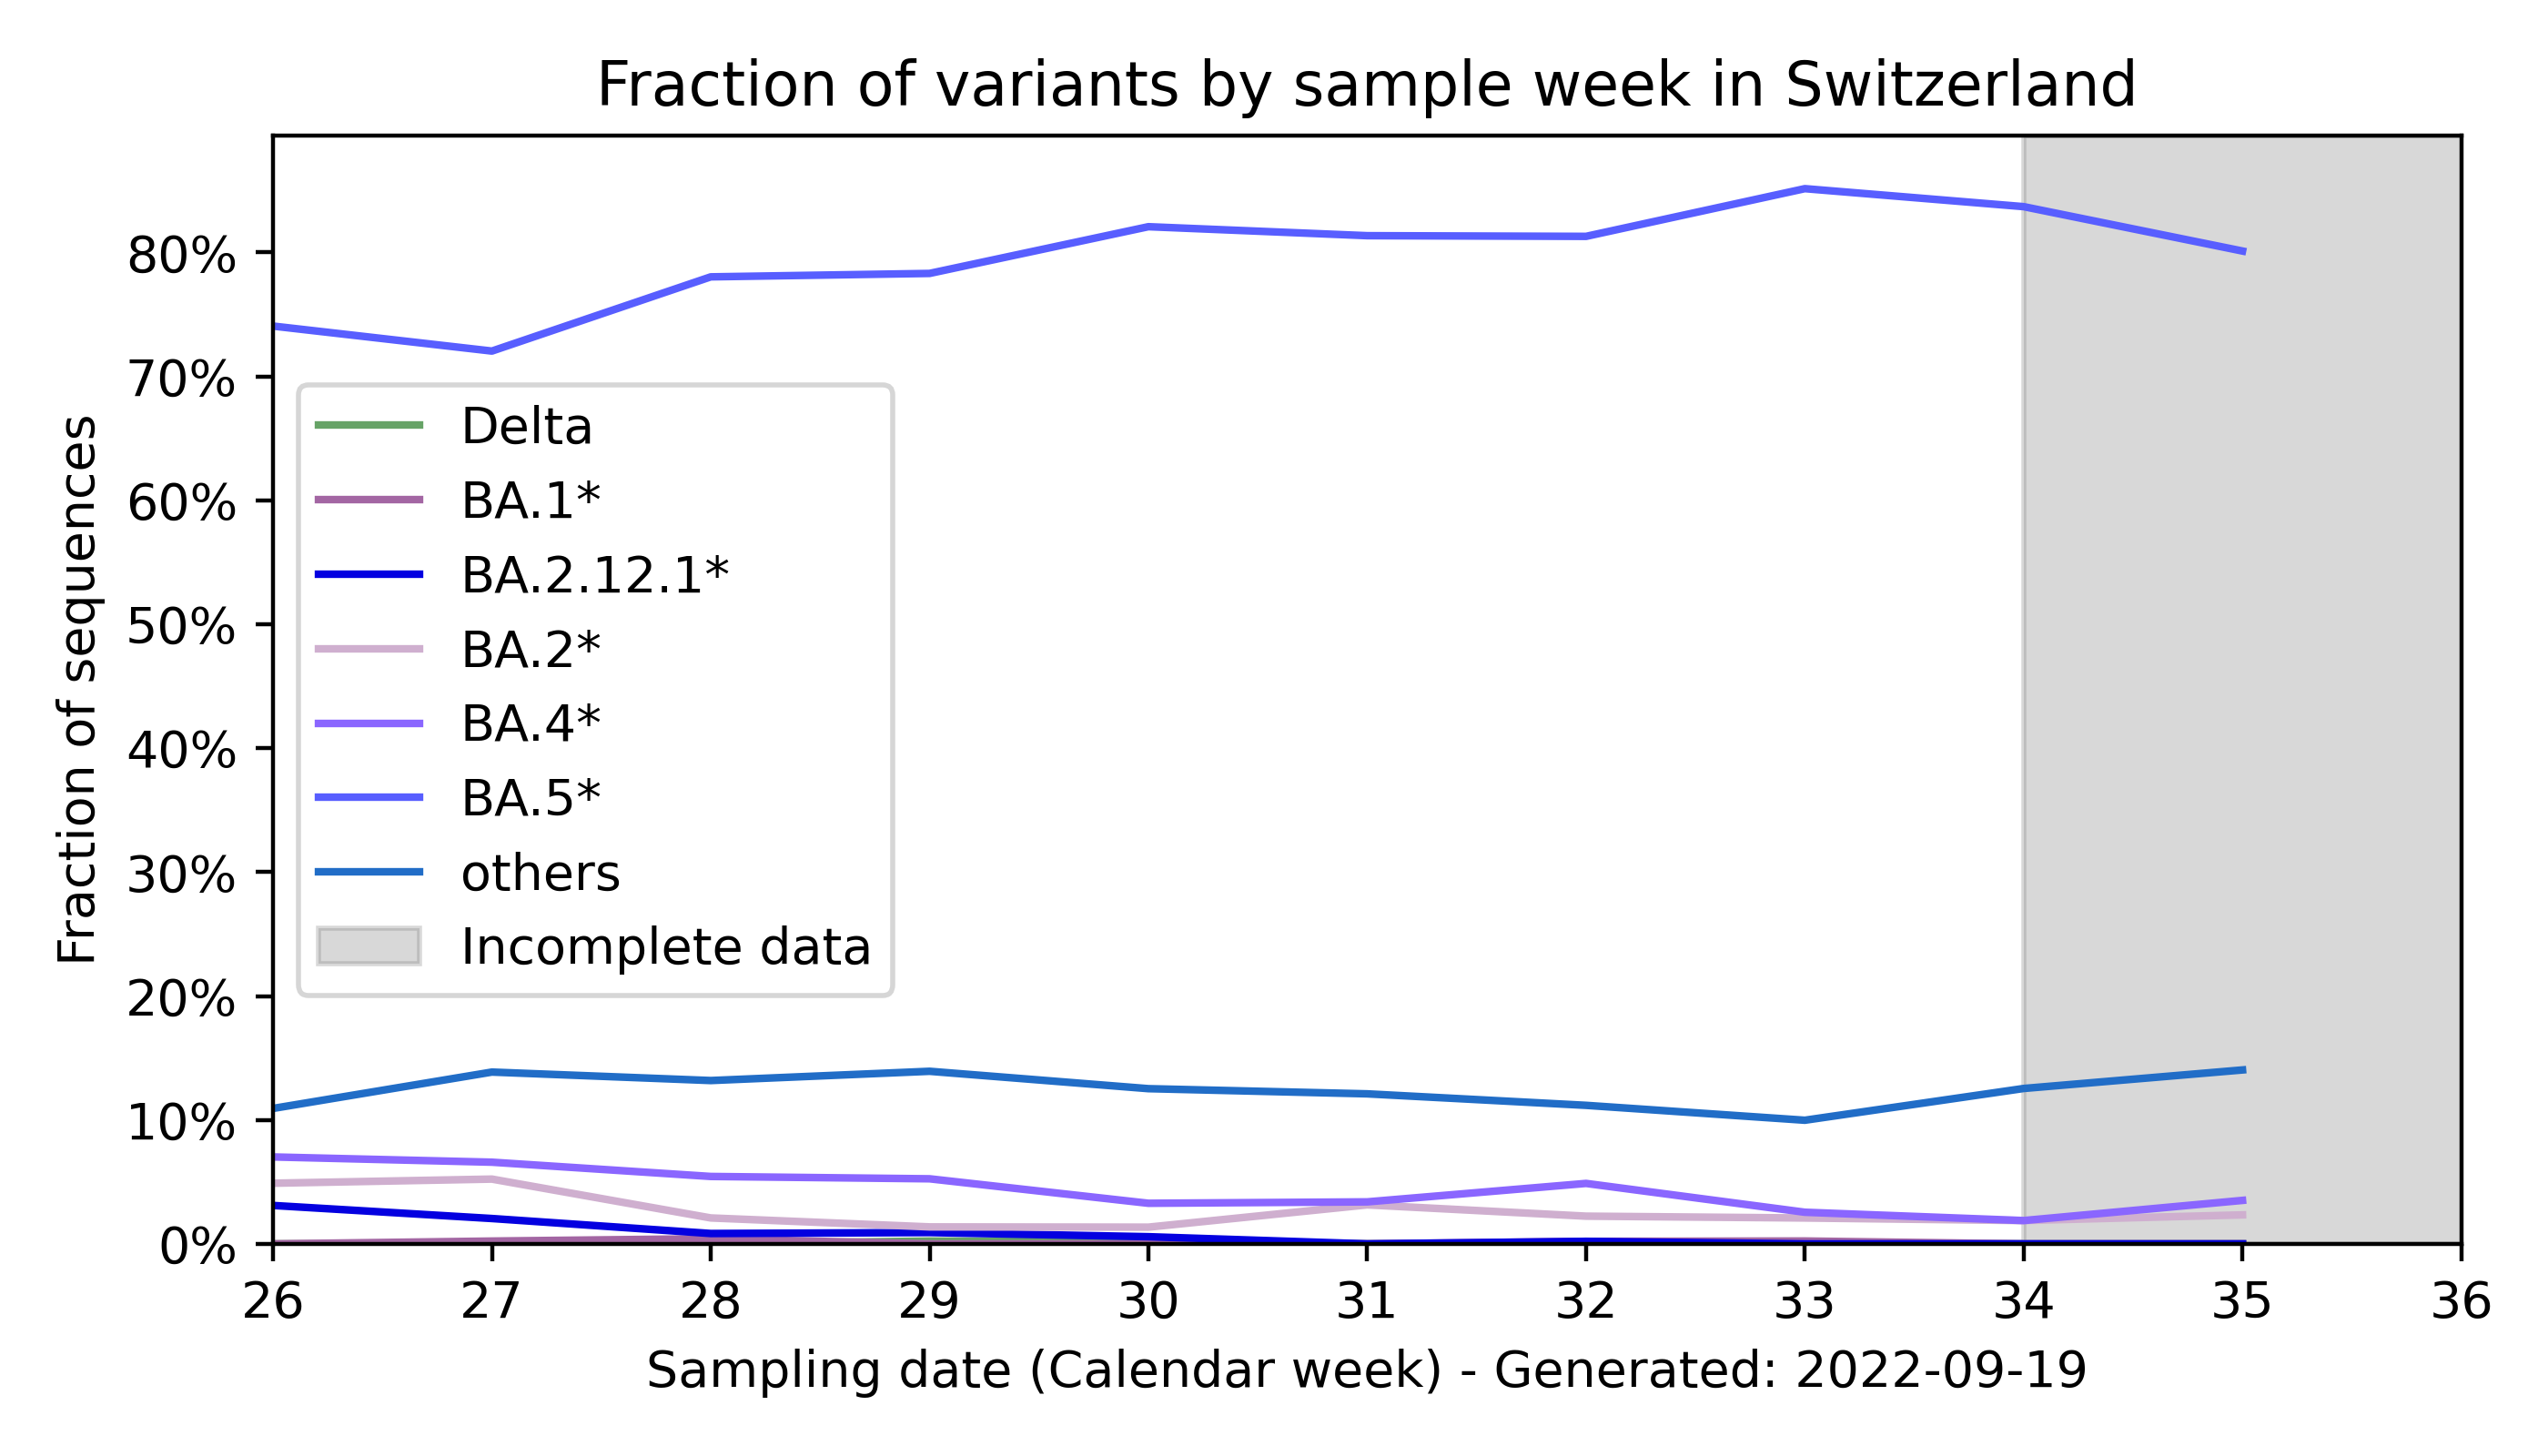 Fraction of variants by sample week in Switzerland
Fraction of sequences
80%
70%
60%
50%
40%
30%
20%
10%
0%
Delta
BA.1*
BA.2.12.1*
BA.2*
BA.4*
BA.5*
others
Incomplete data
26 27 28 29 30 31 32 33 34 35 36
Sampling date (Calendar week) - Generated: 2022-09-19